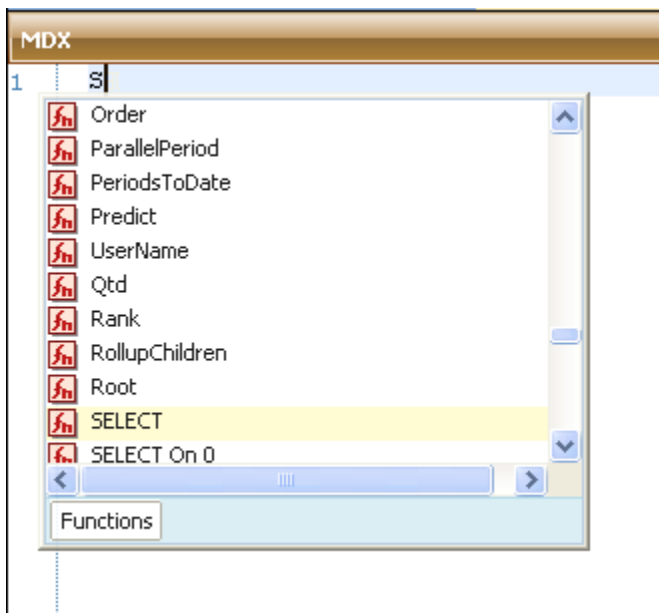 MDX
1 S
Order
ParallelPeriod
PeriodsToDate
Predict
UserName
Qtd
Rank
RollupChildren
Root
SELECT
SELECT On 0
Functions